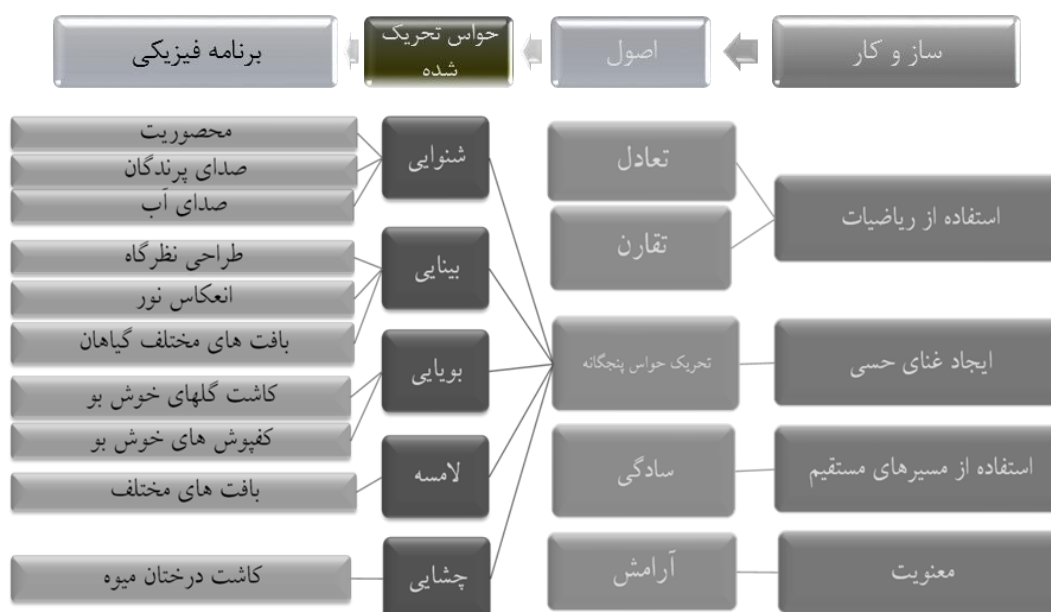 ساز و کار
اصول
حواس تحریک
شده
برنامه فیزیکی
استفاده از ریاضیات
تعادل
تقارن
ایجاد غنای حسی
تحریک حواس پنجگانه
استفاده از مسیرهای مستقیم
سادگی
معنویت
آرامش
شنوایی
محصوریت
صدای پرندگان
صدای آب
بینایی
طراحی نظرگاه
انعکاس نور
بافت های مختلف گیاهان
بویایی
کاشت گلهای خوش بو
کفپوش های خوش بو
لامسه
بافت های مختلف
چشایی
کاشت درختان میوه